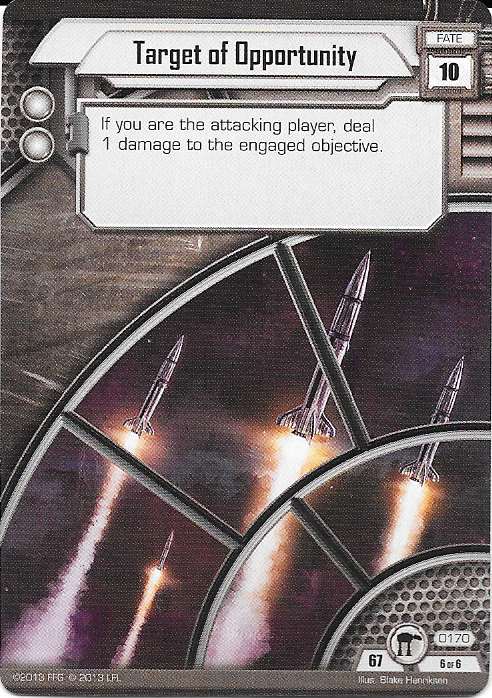 Target of Opportunity
FATE
10
If you are the attacking player, deal
1 damage to the engaged objective.
0170
67
6 OF 6
©2013 FFG © 2013 LFL
Illus. Blake Henriksen